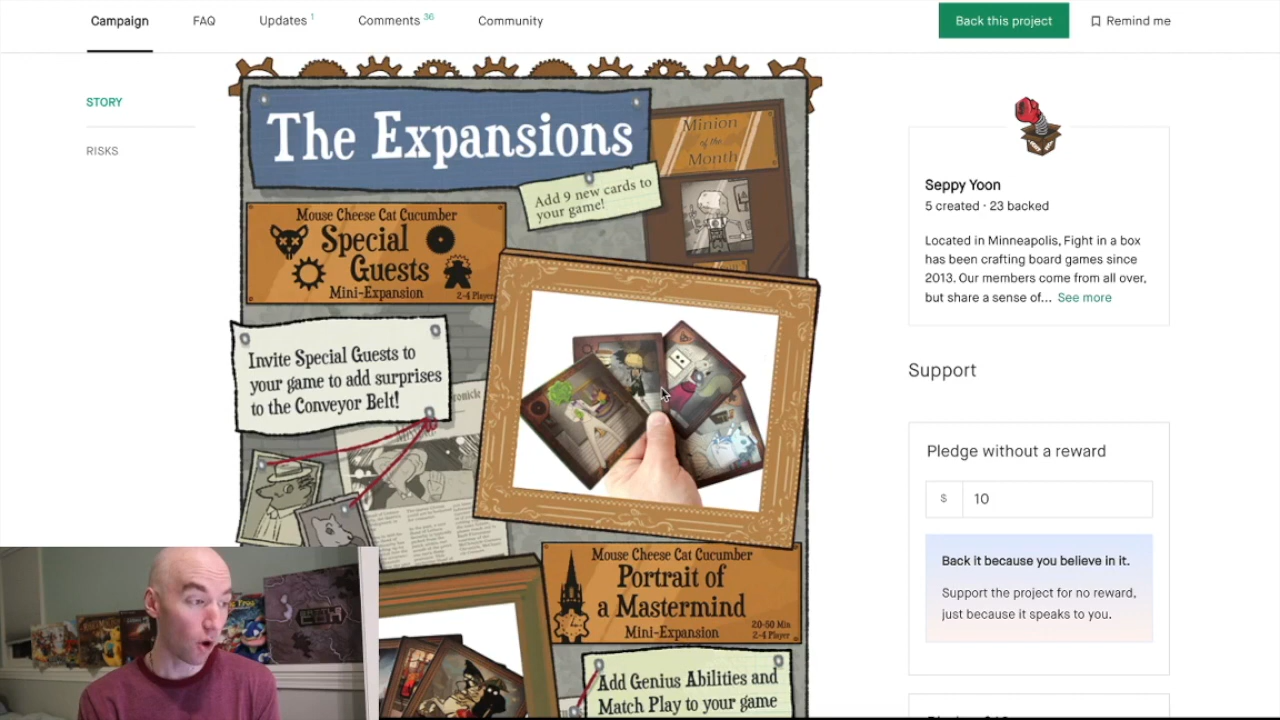 Campaign
FAQ
Updates 1
Comments 36
Community
Back this project
Remind me
STORY
RISKS
The Expansions
Minion
of the
Month
Add 9 new cards to
your game!
Mouse Cheese Cat Cucumber
Special
Guests
Mini-Expansion
2-4 Player
Invite Special Guests to
your game to add surprises
to the Conveyor Belt!
Mouse Cheese Cat Cucumber
Portrait of
a Mastermind
Mini-Expansion
20-50 Min
2-4 Player
Add Genius Abilities and
Match Play to your game
Seppy Yoon
5 created · 23 backed
Located in Minneapolis, Fight in a box
has been crafting board games since
2013. Our members come from all over,
but share a sense of... See more
Support
Pledge without a reward
$ 10
Back it because you believe in it.
Support the project for no reward,
just because it speaks to you.